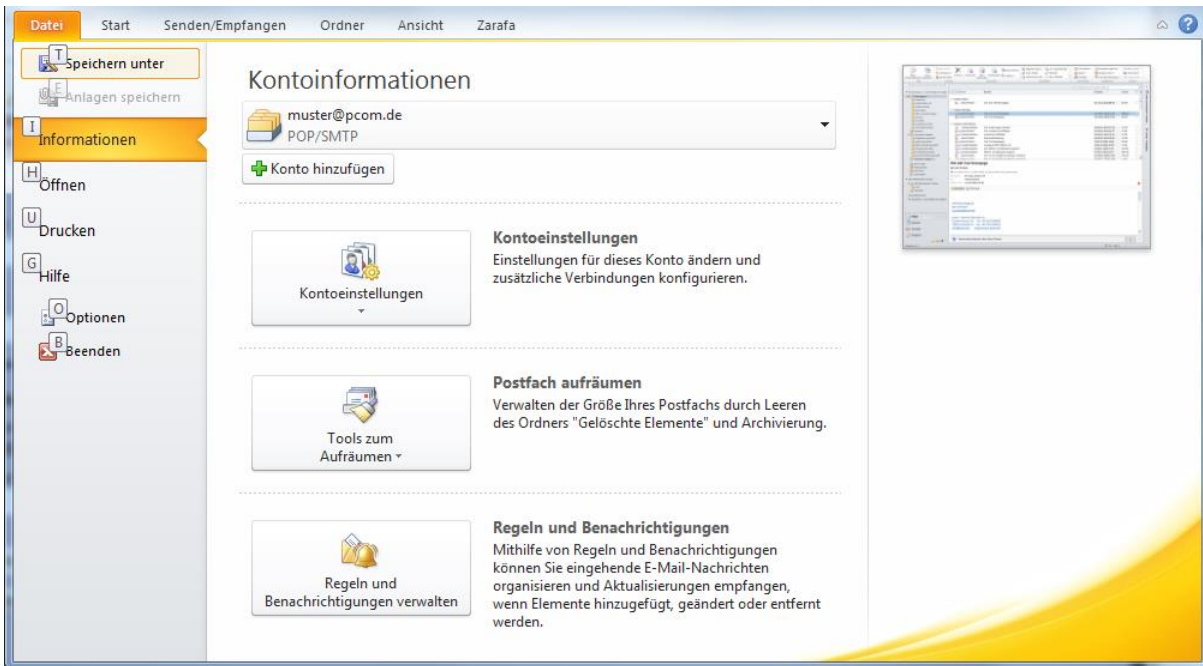 Datei Start Senden/Empfangen Ordner Ansicht Zarafa
T
Speichern unter
E
Anlagen speichern
I
Informationen
H
Öffnen
U
Drucken
G
Hilfe
O
Optionen
B
Beenden
Kontoinformationen
muster@pcom.de
POP/SMTP
Konto hinzufügen
Kontoeinstellungen
Kontoeinstellungen
Einstellungen für dieses Konto ändern und
zusätzliche Verbindungen konfigurieren.
Tools zum
Aufräumen
Postfach aufräumen
Verwalten der Größe Ihres Postfachs durch Leeren
des Ordners "Gelöschte Elemente" und Archivierung.
Regeln und
Benachrichtigungen verwalten
Regeln und Benachrichtigungen
Mithilfe von Regeln und Benachrichtigungen
können Sie eingehende E-Mail-Nachrichten
organisieren und Aktualisierungen empfangen,
wenn Elemente hinzugefügt, geändert oder entfernt
werden.